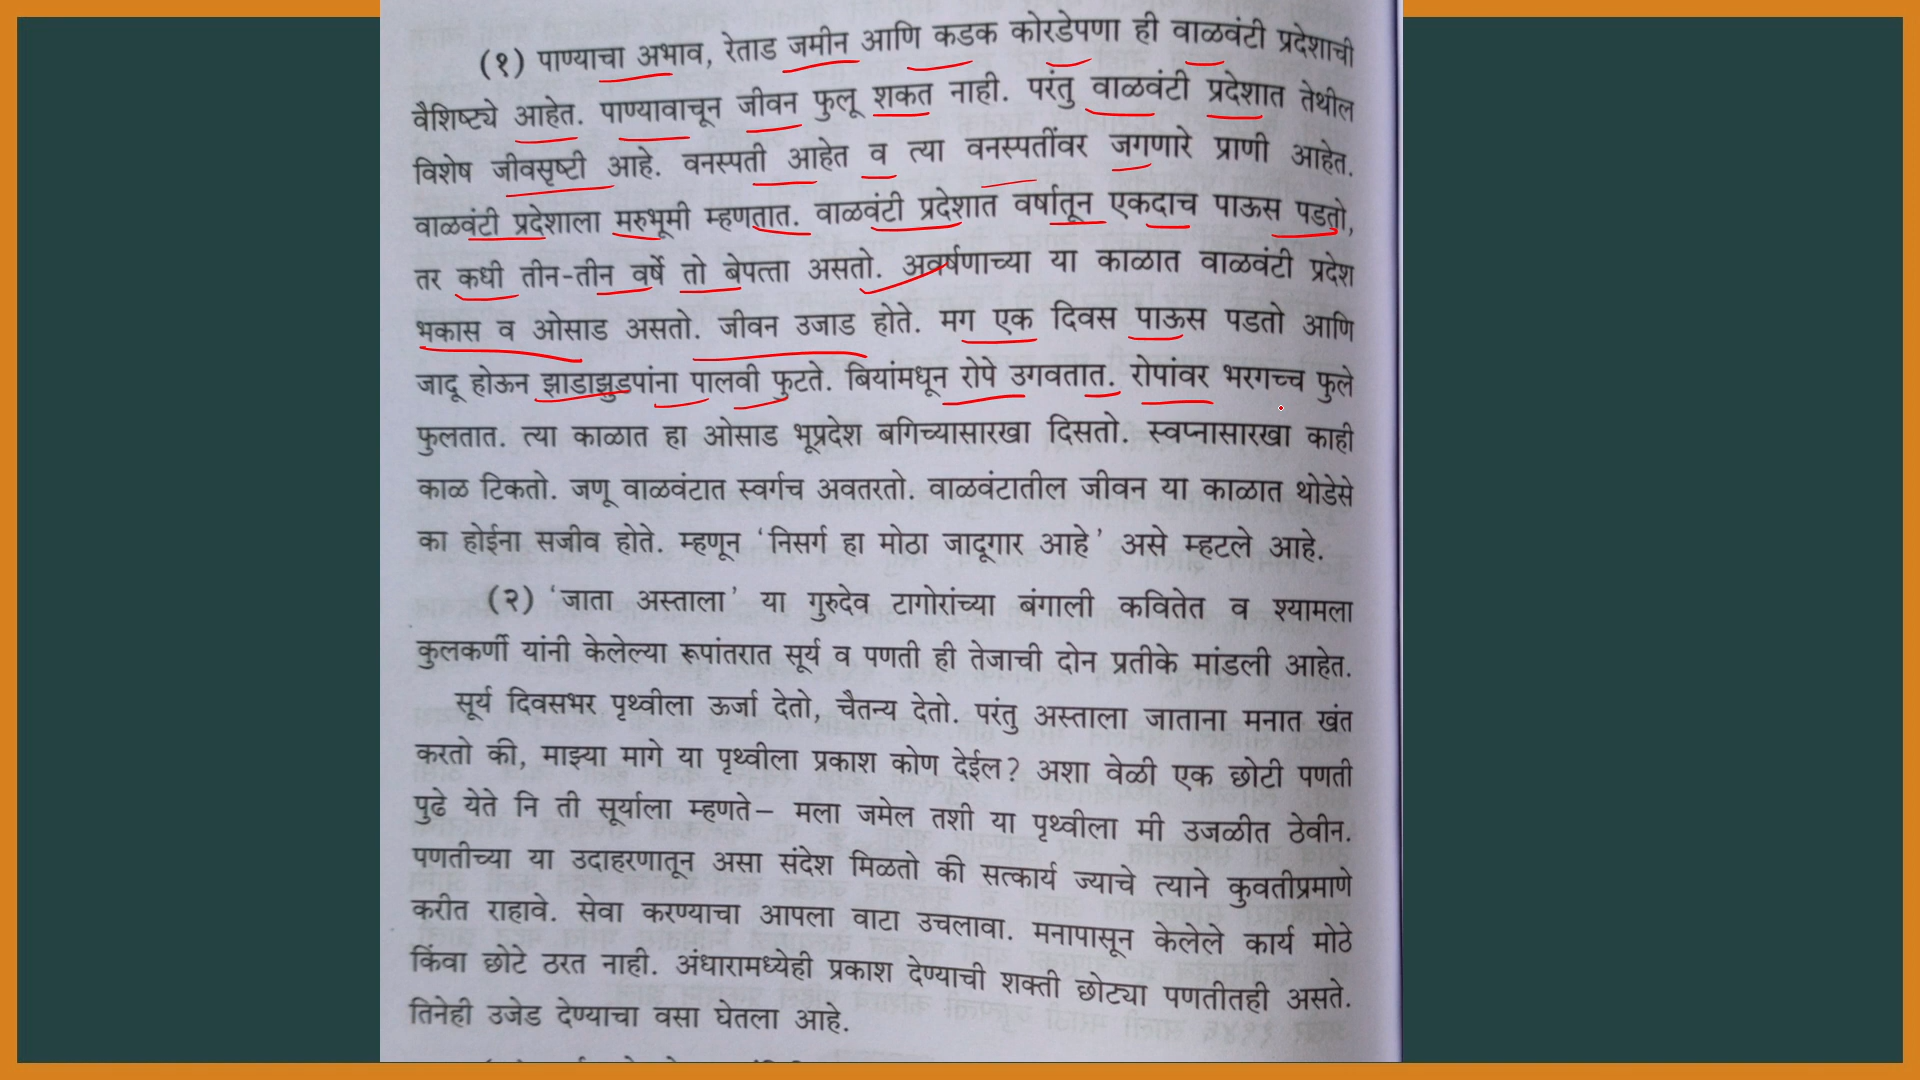 (१) पाण्याचा अभाव, रेताड जमीन आणि कडक कोरडेपणा ही वाळवंटी प्रदेशाची
वैशिष्ट्ये आहेत. पाण्यावाचून जीवन फुलू शकत नाही. परंतु वाळवंटी प्रदेशात तेथील
विशेष जीवसृष्टी आहे. वनस्पती आहेत व त्या वनस्पतींवर जगणारे प्राणी आहेत.
वाळवंटी प्रदेशाला मरुभूमी म्हणतात. वाळवंटी प्रदेशात वर्षातून एकदाच पाऊस पडतो,
तर कधी तीन-तीन वर्षे तो बेपत्ता असतो. अवर्षणाच्या या काळात वाळवंटी प्रदेश
भकास व ओसाड असतो. जीवन उजाड होते. मग एक दिवस पाऊस पडतो आणि
जादू होऊन झाडाझुडपांना पालवी फुटते. बियांमधून रोपे उगवतात. रोपांवर भरगच्च फुले
फुलतात. त्या काळात हा ओसाड भूप्रदेश बगिच्यासारखा दिसतो. स्वप्नासारखा काही
काळ टिकतो. जणू वाळवंटात स्वर्गच अवतरतो. वाळवंटातील जीवन या काळात थोडेसे
का होईना सजीव होते. म्हणून ‘निसर्ग हा मोठा जादूगार आहे’ असे म्हटले आहे.
(२) ‘जाता अस्ताला’ या गुरुदेव टागोरांच्या बंगाली कवितेत व श्यामला
कुलकर्णी यांनी केलेल्या रूपांतरात सूर्य व पणती ही तेजाची दोन प्रतीके मांडली आहेत.
सूर्य दिवसभर पृथ्वीला ऊर्जा देतो, चैतन्य देतो. परंतु अस्ताला जाताना मनात खंत
करतो की, माझ्या मागे या पृथ्वीला प्रकाश कोण देईल? अशा वेळी एक छोटी पणती
पुढे येते नि ती सूर्याला म्हणते– मला जमेल तशी या पृथ्वीला मी उजळीत ठेवीन.
पणतीच्या या उदाहरणातून असा संदेश मिळतो की सत्कार्य ज्याचे त्याने कुवतीप्रमाणे
करीत राहावे. सेवा करण्याचा आपला वाटा उचलावा. मनापासून केलेले कार्य मोठे
किंवा छोटे ठरत नाही. अंधारामध्येही प्रकाश देण्याची शक्ती छोट्या पणतीतही असते.
तिनेही उजेड देण्याचा वसा घेतला आहे.